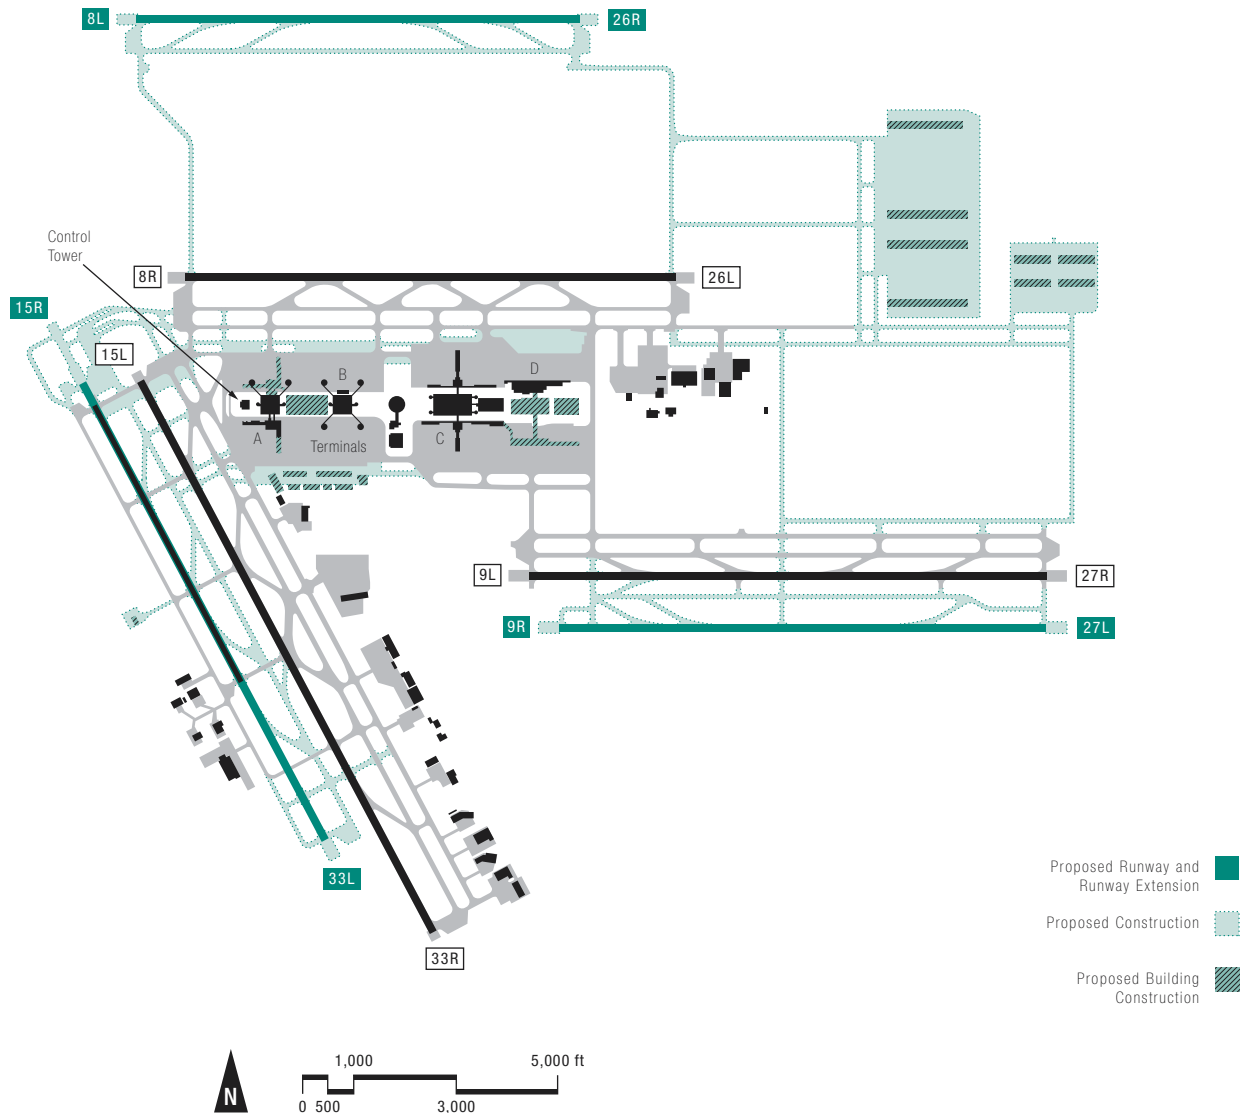 8L
26R
Control
Tower
8R
26L
15R
15L
B
D
A
Terminals
C
9L
27R
9R
27L
33L
33R
Proposed Runway and
Runway Extension
Proposed Construction
Proposed Building
Construction
N
1,000
5,000 ft
0 500
3,000